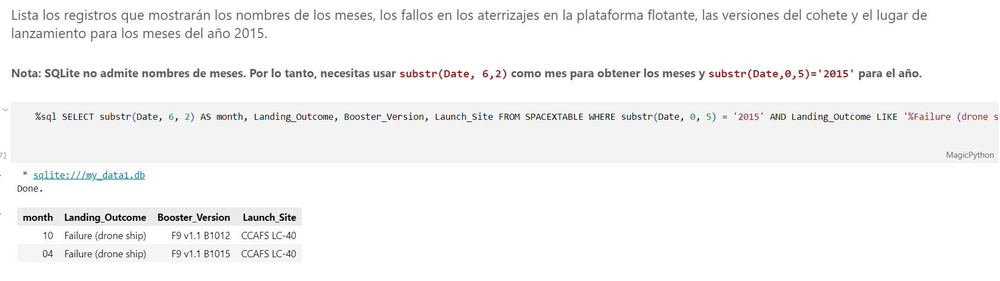 Lista los registros que mostrarán los nombres de los meses, los fallos en los aterrizajes en la plataforma flotante, las versiones del cohete y el lugar de
lanzamiento para los meses del año 2015.
Nota: SQLite no admite nombres de meses. Por lo tanto, necesitas usar substr(Date, 6,2) como mes para obtener los meses y substr(Date,0,5)='2015' para el año.
%sql SELECT substr(Date, 6, 2) AS month, Landing_Outcome, Booster_Version, Launch_Site FROM SPACEXTABLE WHERE substr(Date, 0, 5) = '2015' AND Landing_Outcome LIKE '%Failure (drone s
7]
MagicPython
* sqlite:///my_data1.db
Done.
month Landing_Outcome Booster_Version Launch_Site
10 Failure (drone ship) F9 v1.1 B1012 CCAFS LC-40
04 Failure (drone ship) F9 v1.1 B1015 CCAFS LC-40